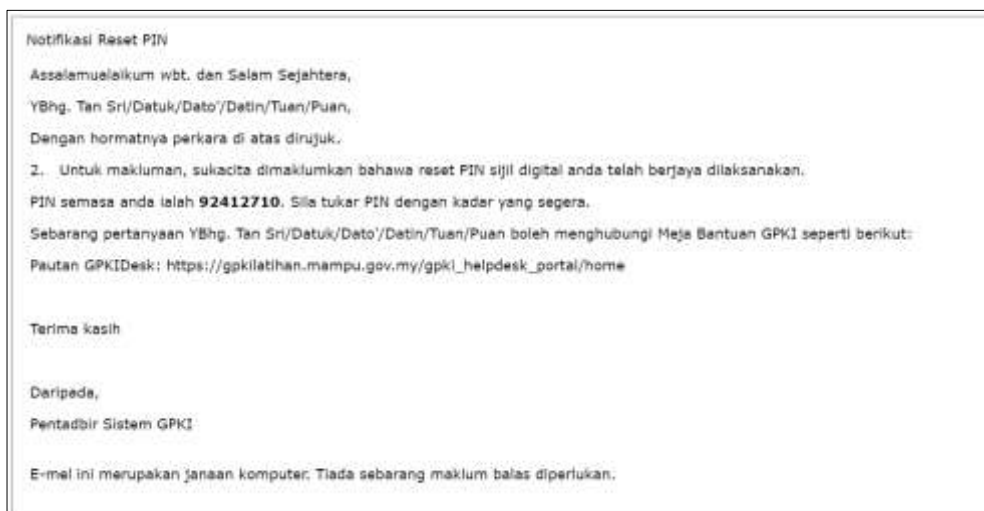 Notifikasi Reset PIN
Assalamualaikum wbt. dan Salam Sejahtera,
YBhg. Tan Sri/Datuk/Dato'/Datin/Tuan/Puan,
Dengan hormatnya perkara di atas dirujuk.
2. Untuk makluman, sukacita dimaklumkan bahawa reset PIN sijil digital anda telah berjaya dilaksanakan.
PIN semasa anda ialah 92412710. Sila tukar PIN dengan kadar yang segera.
Sebarang pertanyaan YBhg. Tan Sri/Datuk/Dato'/Datin/Tuan/Puan boleh menghubungi Meja Bantuan GPKI seperti berikut:
Pautan GPKIDesk: https://gpkilatihan.mampu.gov.my/gpki_helpdesk_portal/home
Terima kasih
Daripada,
Pentadbir Sistem GPKI
E-mel ini merupakan janaan komputer. Tiada sebarang maklum balas diperlukan.